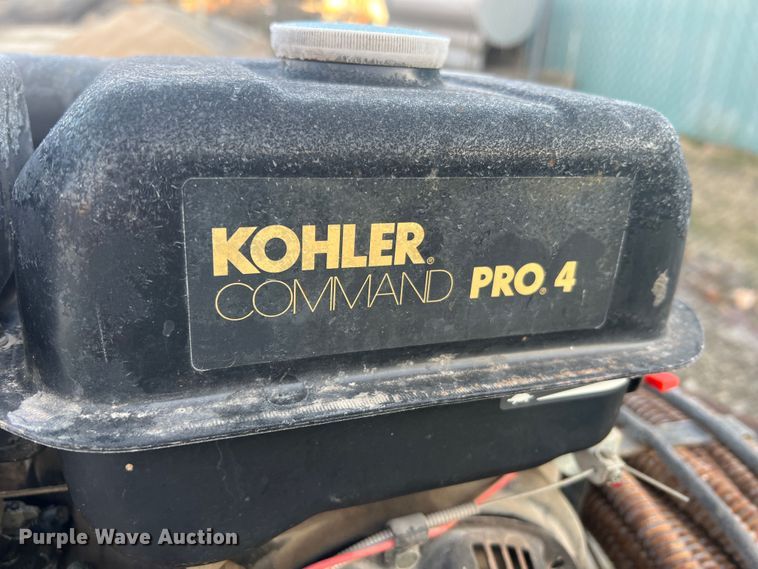 KOHLER®
COMMAND PRO® 4
Purple Wave Auction